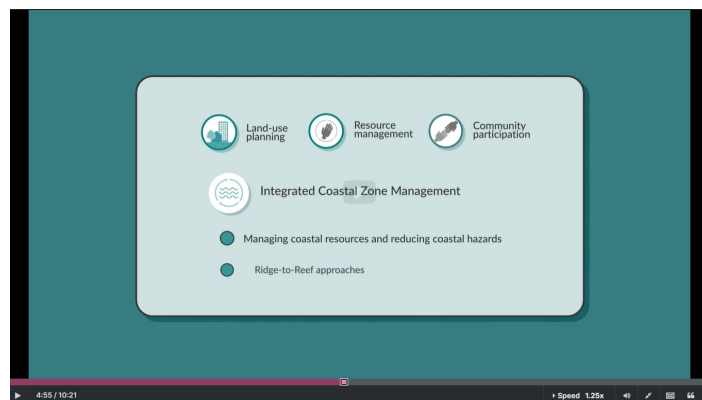 Land-use
planning
Resource
management
Community
participation
Integrated Coastal Zone Management
Managing coastal resources and reducing coastal hazards
Ridge-to-Reef approaches
4:55 / 10:21
Speed 1.25x